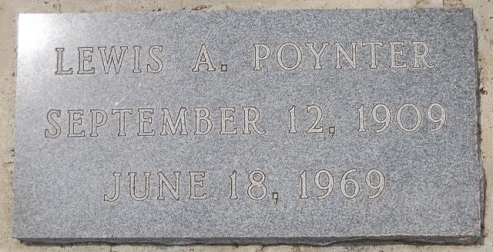 LEWIS A. POYNTER
SEPTEMBER 12, 1909
JUNE 18, 1969